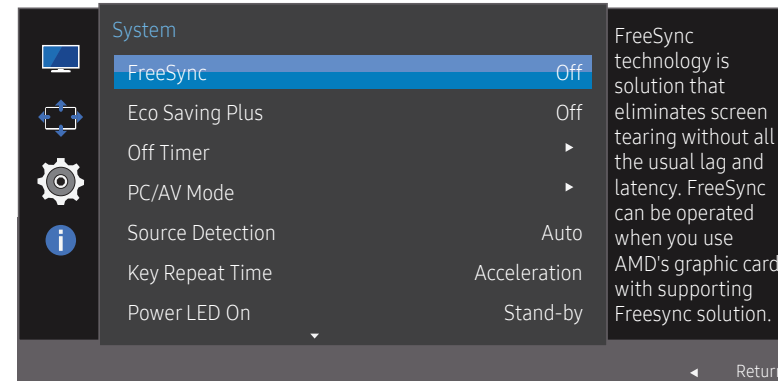 System
FreeSync Off
Eco Saving Plus Off
Off Timer
PC/AV Mode
Source Detection Auto
Key Repeat Time Acceleration
Power LED On Stand-by
FreeSync
technology is
solution that
eliminates screen
tearing without all
the usual lag and
latency. FreeSync
can be operated
when you use
AMD's graphic card
with supporting
Freesync solution.
Return